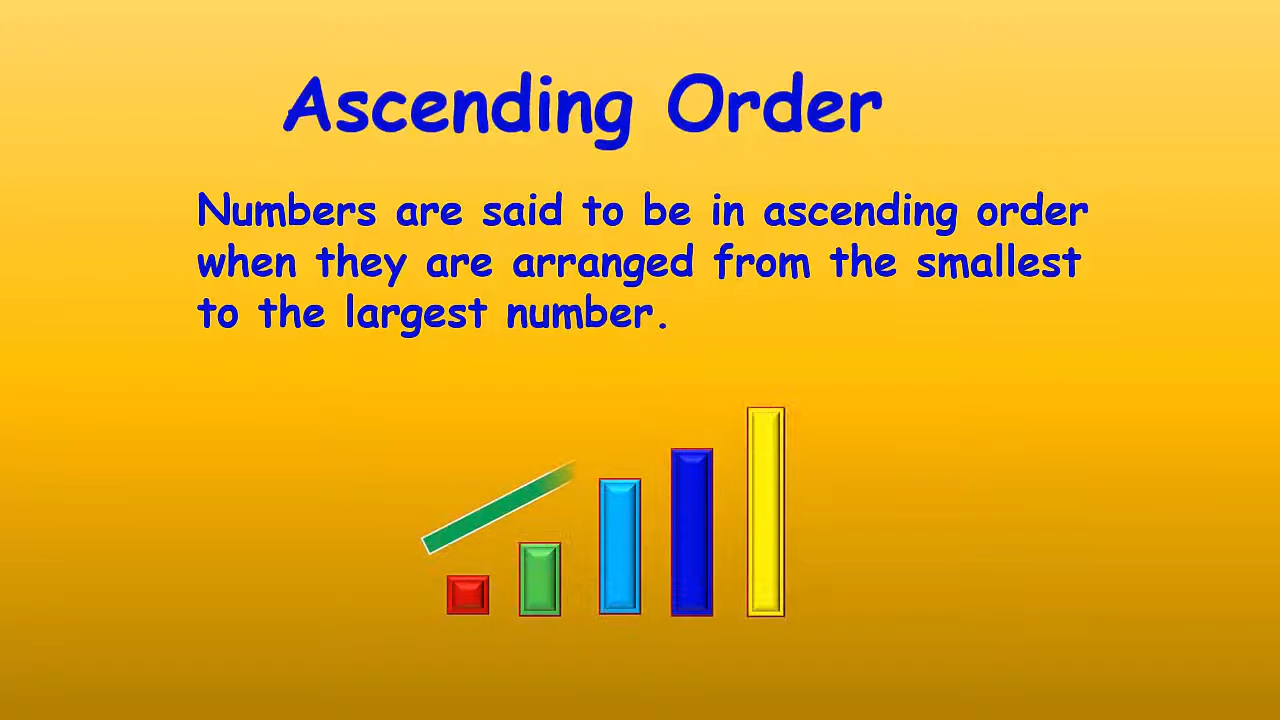 Ascending Order
Numbers are said to be in ascending order
when they are arranged from the smallest
to the largest number.